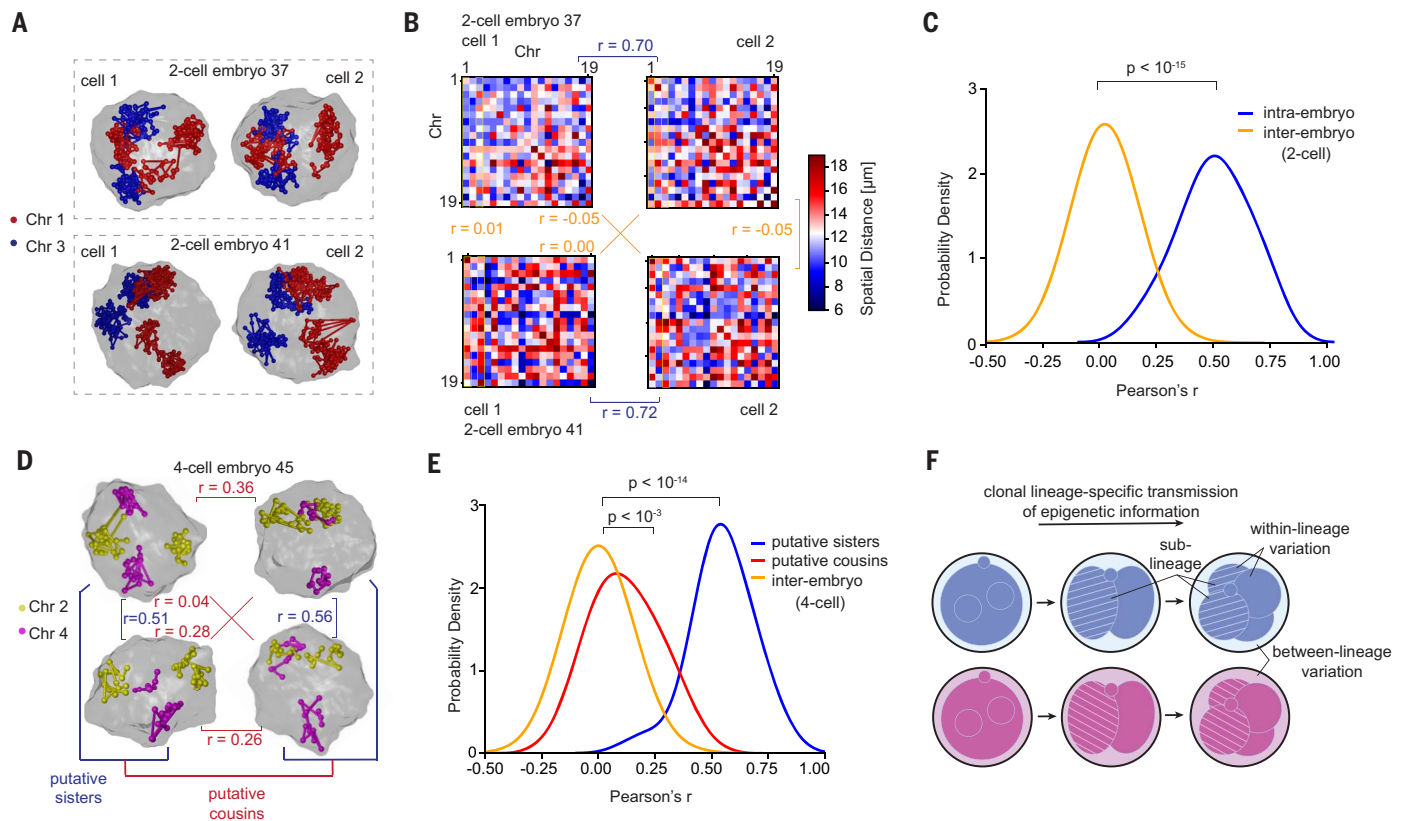 A
2-cell embryo 37
cell 1
cell 2
Chr 1
Chr 3
2-cell embryo 41
cell 1
cell 2
B
2-cell embryo 37
cell 1
Chr
r = 0.70
cell 2
1
19
1
19
1
Chr
19
r = 0.01
r = -0.05
r = 0.00
r = -0.05
1
19
cell 1
r = 0.72
cell 2
2-cell embryo 41
18
16
14
12
10
8
6
Spatial Distance [µm]
C
p < 10-15
3
2
1
0
Probability Density
intra-embryo
inter-embryo
(2-cell)
-0.50
-0.25
0.00
0.25
0.50
0.75
1.00
Pearson's r
D
4-cell embryo 45
r = 0.36
Chr 2
Chr 4
r = 0.04
r=0.51
r = 0.28
r = 0.56
r = 0.26
putative
sisters
putative
cousins
E
p < 10-14
p < 10-3
3
2
1
0
Probability Density
putative sisters
putative cousins
inter-embryo
(4-cell)
-0.50
-0.25
0.00
0.25
0.50
0.75
1.00
Pearson's r
F
clonal lineage-specific transmission
of epigenetic information
within-lineage
variation
sub-
lineage
between-lineage
variation